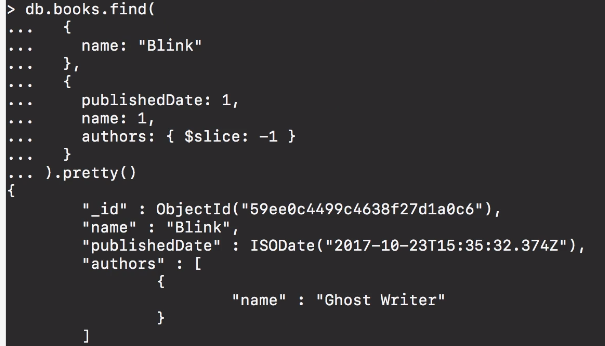 > db.books.find(
...   {
...     name: "Blink"
...   },
...   {
...     publishedDate: 1,
...     name: 1,
...     authors: { $slice: -1 }
...   }
... ).pretty()
{
        "_id" : ObjectId("59ee0c4499c4638f27d1a0c6"),
        "name" : "Blink",
        "publishedDate" : ISODate("2017-10-23T15:35:32.374Z"),
        "authors" : [
                {
                        "name" : "Ghost Writer"
                }
        ]